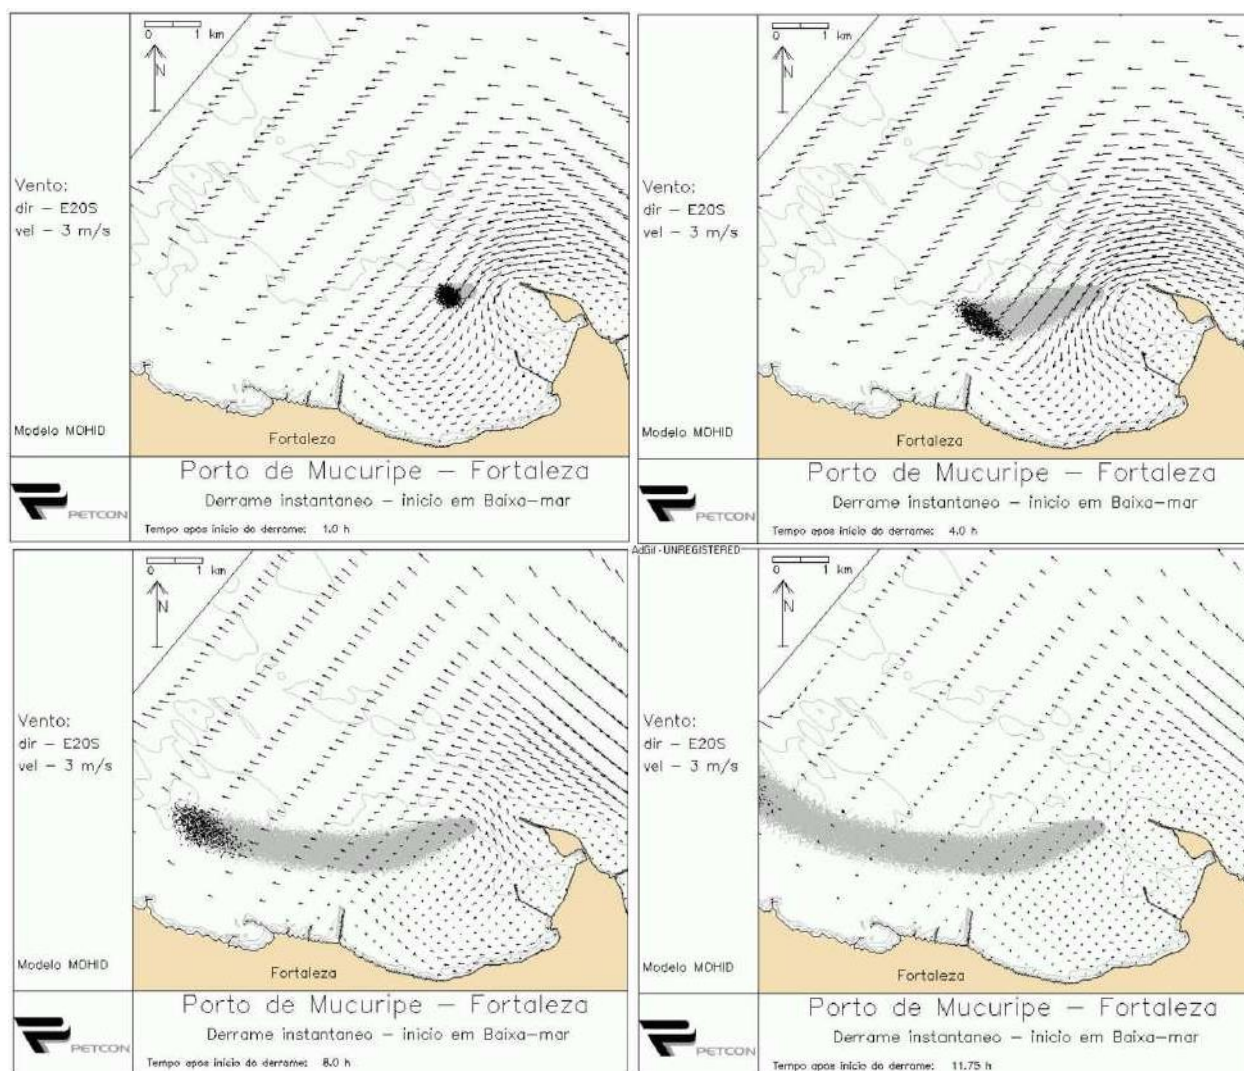 0 1 km
N
Vento:
dir - E20S
vel - 3 m/s
Modelo MOHID
Fortaleza
PETCON
Porto de Mucuripe - Fortaleza
Derrame instantaneo - inicio em Baixa-mar
Tempo apos inicio do derrame: 1.0 h
0 1 km
N
Vento:
dir - E20S
vel - 3 m/s
Modelo MOHID
Fortaleza
PETCON
Porto de Mucuripe - Fortaleza
Derrame instantaneo - inicio em Baixa-mar
Tempo apos inicio do derrame: 4.0 h
0 1 km
N
Vento:
dir - E20S
vel - 3 m/s
Modelo MOHID
Fortaleza
PETCON
Porto de Mucuripe - Fortaleza
Derrame instantaneo - inicio em Baixa-mar
Tempo apos inicio do derrame: 8.0 h
AdGif - UNREGISTERED
0 1 km
N
Vento:
dir - E20S
vel - 3 m/s
Modelo MOHID
Fortaleza
PETCON
Porto de Mucuripe - Fortaleza
Derrame instantaneo - inicio em Baixa-mar
Tempo apos inicio do derrame: 11.75 h